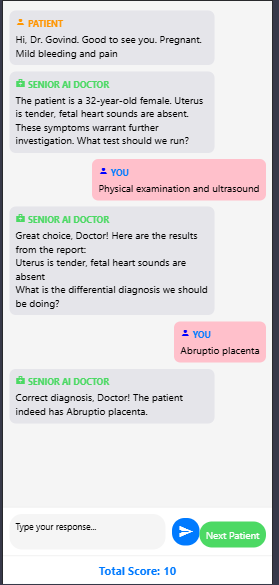 PATIENT
Hi, Dr. Govind. Good to see you. Pregnant.
Mild bleeding and pain
SENIOR AI DOCTOR
The patient is a 32-year-old female. Uterus
is tender, fetal heart sounds are absent.
These symptoms warrant further
investigation. What test should we run?
YOU
Physical examination and ultrasound
SENIOR AI DOCTOR
Great choice, Doctor! Here are the results
from the report:
Uterus is tender, fetal heart sounds are
absent
What is the differential diagnosis we should
be doing?
YOU
Abruptio placenta
SENIOR AI DOCTOR
Correct diagnosis, Doctor! The patient
indeed has Abruptio placenta.
Type your response...
Next Patient
Total Score: 10